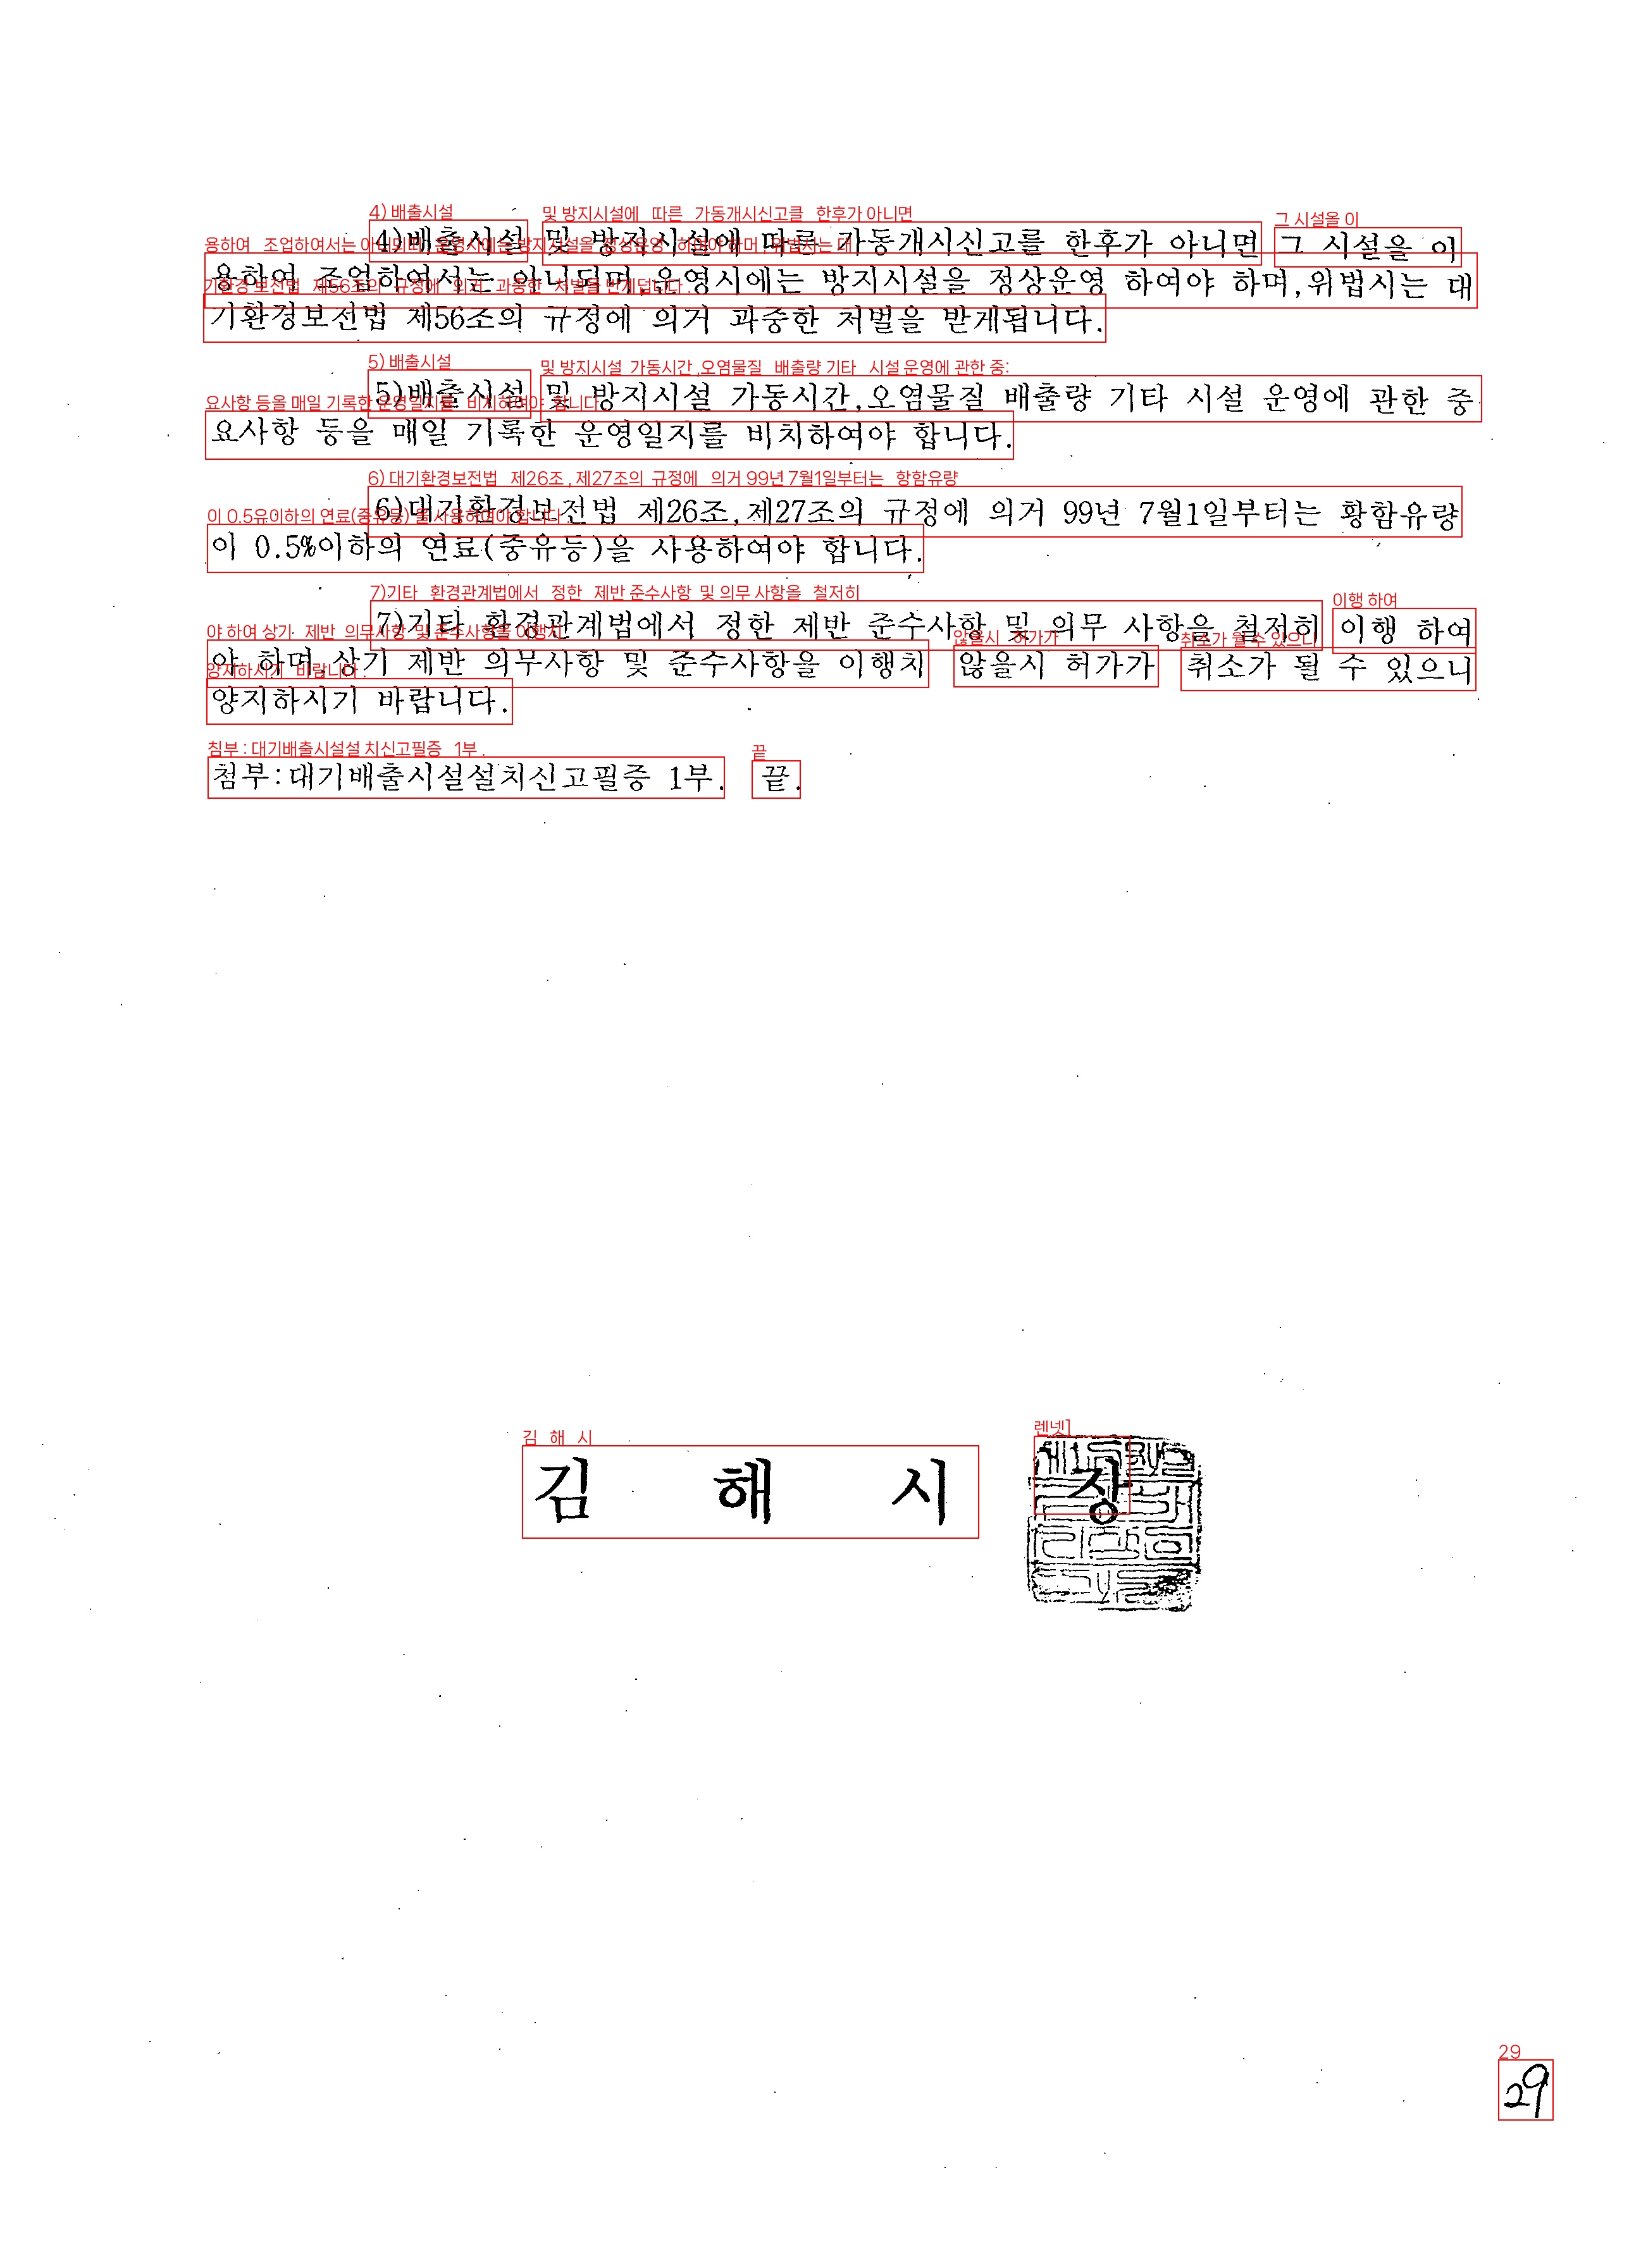 4)배출시설 및 방지시설에 따른 가동개시신고를 한후가 아니면 그 시설을 이
용하여 조업하여서는 아니되며,운영시에는 방지시설을 정상운영 하여야 하며,위법시는 대
기환경보전법 제56조의 규정에 의거 과중한 처벌을 받게됩니다.
5)배출시설 및 방지시설 가동시간,오염물질 배출량 기타 시설 운영에 관한 중
요사항 등을 매일 기록한 운영일지를 비치하여야 합니다.
6)대기환경보전법 제26조,제27조의 규정에 의거 99년 7월1일부터는 황함유량
이 0.5%이하의 연료(중유등)을 사용하여야 합니다.
7)기타 환경관계법에서 정한 제반 준수사항 및 의무 사항을 철저히 이행 하여
야 하며 상기 제반 의무사항 및 준수사항을 이행치 않을시 허가가 취소가 될 수 있으니
양지하시기 바랍니다.
첨부:대기배출시설설치신고필증 1부. 끝.
김 해 시 장
29